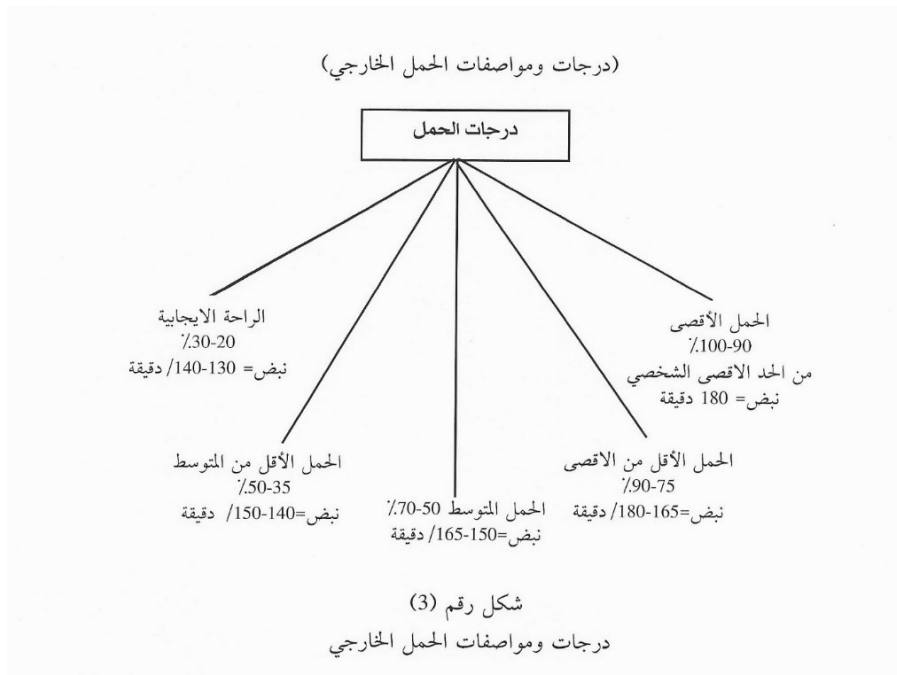 (درجات ومواصفات الحمل الخارجي)
درجات الحمل
الحمل الأقصى
90-100٪
من الحد الاقصى الشخصي
نبض= 180 دقيقة
الحمل الأقل من الاقصى
75-90٪
نبض=165-180/ دقيقة
الحمل المتوسط 50-70٪
نبض=150-165/ دقيقة
الحمل الأقل من المتوسط
35-50٪
نبض=140-150/ دقيقة
الراحة الايجابية
20-30٪
نبض= 130-140/ دقيقة
شكل رقم (3)
درجات ومواصفات الحمل الخارجي